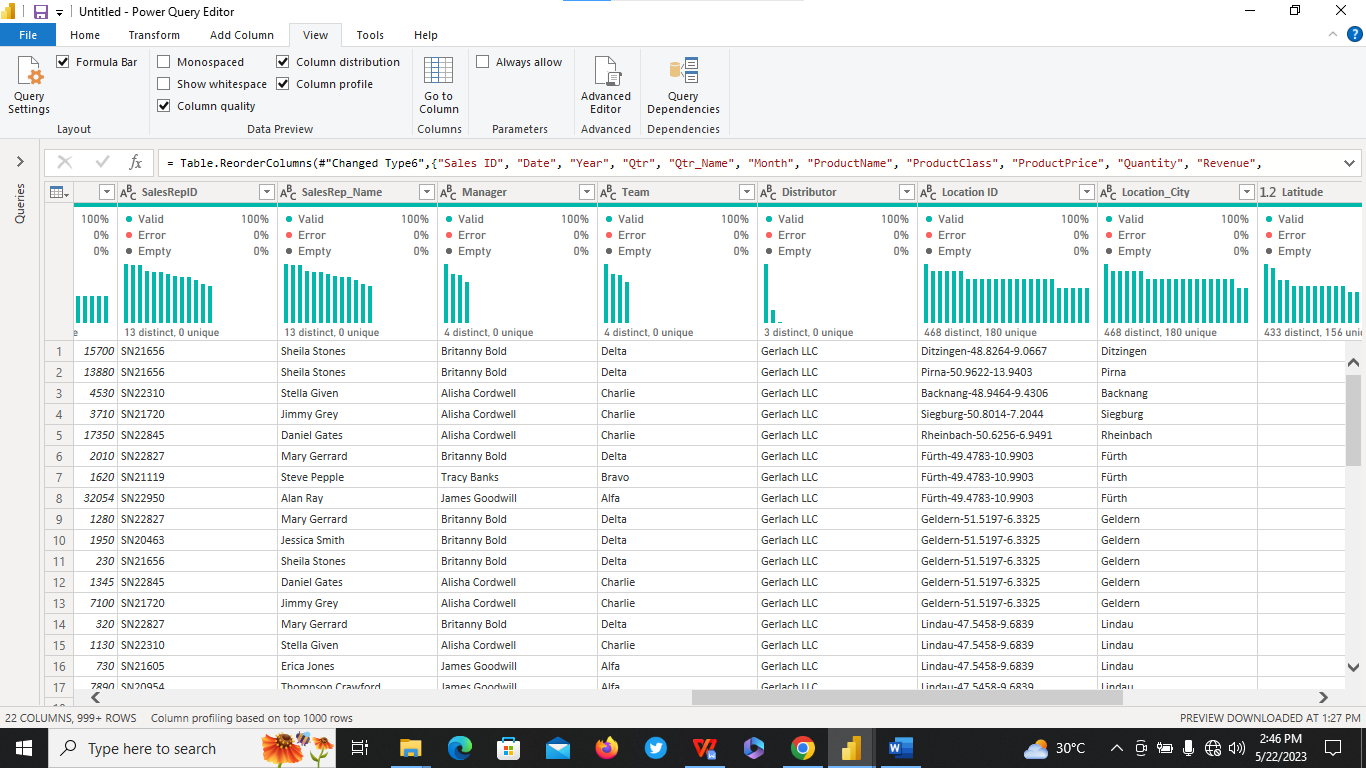 Untitled - Power Query Editor
File Home Transform Add Column View Tools Help
Query Settings
Formula Bar
Layout
Monospaced
Show whitespace
Column quality
Column distribution
Column profile
Data Preview
Go to Column
Columns
Always allow
Parameters
Advanced Editor
Advanced
Query Dependencies
Dependencies
Queries
fx = Table.ReorderColumns(#"Changed Type6",{"Sales ID", "Date", "Year", "Qtr", "Qtr_Name", "Month", "ProductName", "ProductClass", "ProductPrice", "Quantity", "Revenue",
ABC SalesRepID ABC SalesRep_Name ABC Manager ABC Team ABC Distributor ABC Location ID ABC Location_City 1.2 Latitude
100% Valid 100% Valid 100% Valid 100% Valid 100% Valid 100% Valid 100% Valid 100% Valid
0% Error 0% Error 0% Error 0% Error 0% Error 0% Error 0% Error 0% Error
0% Empty 0% Empty 0% Empty 0% Empty 0% Empty 0% Empty 0% Empty 0% Empty
13 distinct, 0 unique 13 distinct, 0 unique 4 distinct, 0 unique 4 distinct, 0 unique 3 distinct, 0 unique 468 distinct, 180 unique 468 distinct, 180 unique 433 distinct, 156 uni
1 15700 SN21656 Sheila Stones Britanny Bold Delta Gerlach LLC Ditzingen-48.8264-9.0667 Ditzingen
2 13880 SN21656 Sheila Stones Britanny Bold Delta Gerlach LLC Pirna-50.9622-13.9403 Pirna
3 4530 SN22310 Stella Given Alisha Cordwell Charlie Gerlach LLC Backnang-48.9464-9.4306 Backnang
4 3710 SN21720 Jimmy Grey Alisha Cordwell Charlie Gerlach LLC Siegburg-50.8014-7.2044 Siegburg
5 17350 SN22845 Daniel Gates Alisha Cordwell Charlie Gerlach LLC Rheinbach-50.6256-6.9491 Rheinbach
6 2010 SN22827 Mary Gerrard Britanny Bold Delta Gerlach LLC Fürth-49.4783-10.9903 Fürth
7 1620 SN21119 Steve Pepple Tracy Banks Bravo Gerlach LLC Fürth-49.4783-10.9903 Fürth
8 32054 SN22950 Alan Ray James Goodwill Alfa Gerlach LLC Fürth-49.4783-10.9903 Fürth
9 1280 SN22827 Mary Gerrard Britanny Bold Delta Gerlach LLC Geldern-51.5197-6.3325 Geldern
10 1950 SN20463 Jessica Smith Britanny Bold Delta Gerlach LLC Geldern-51.5197-6.3325 Geldern
11 230 SN21656 Sheila Stones Britanny Bold Delta Gerlach LLC Geldern-51.5197-6.3325 Geldern
12 1345 SN22845 Daniel Gates Alisha Cordwell Charlie Gerlach LLC Geldern-51.5197-6.3325 Geldern
13 7100 SN21720 Jimmy Grey Alisha Cordwell Charlie Gerlach LLC Geldern-51.5197-6.3325 Geldern
14 320 SN22827 Mary Gerrard Britanny Bold Delta Gerlach LLC Lindau-47.5458-9.6839 Lindau
15 1130 SN22310 Stella Given Alisha Cordwell Charlie Gerlach LLC Lindau-47.5458-9.6839 Lindau
16 730 SN21605 Erica Jones James Goodwill Alfa Gerlach LLC Lindau-47.5458-9.6839 Lindau
17 7890 SN20954 Thompson Crawford James Goodwill Alfa Gerlach LLC Lindau-47.5458-9.6839 Lindau
22 COLUMNS, 999+ ROWS Column profiling based on top 1000 rows PREVIEW DOWNLOADED AT 1:27 PM
Type here to search 30°C 2:46 PM
5/22/2023